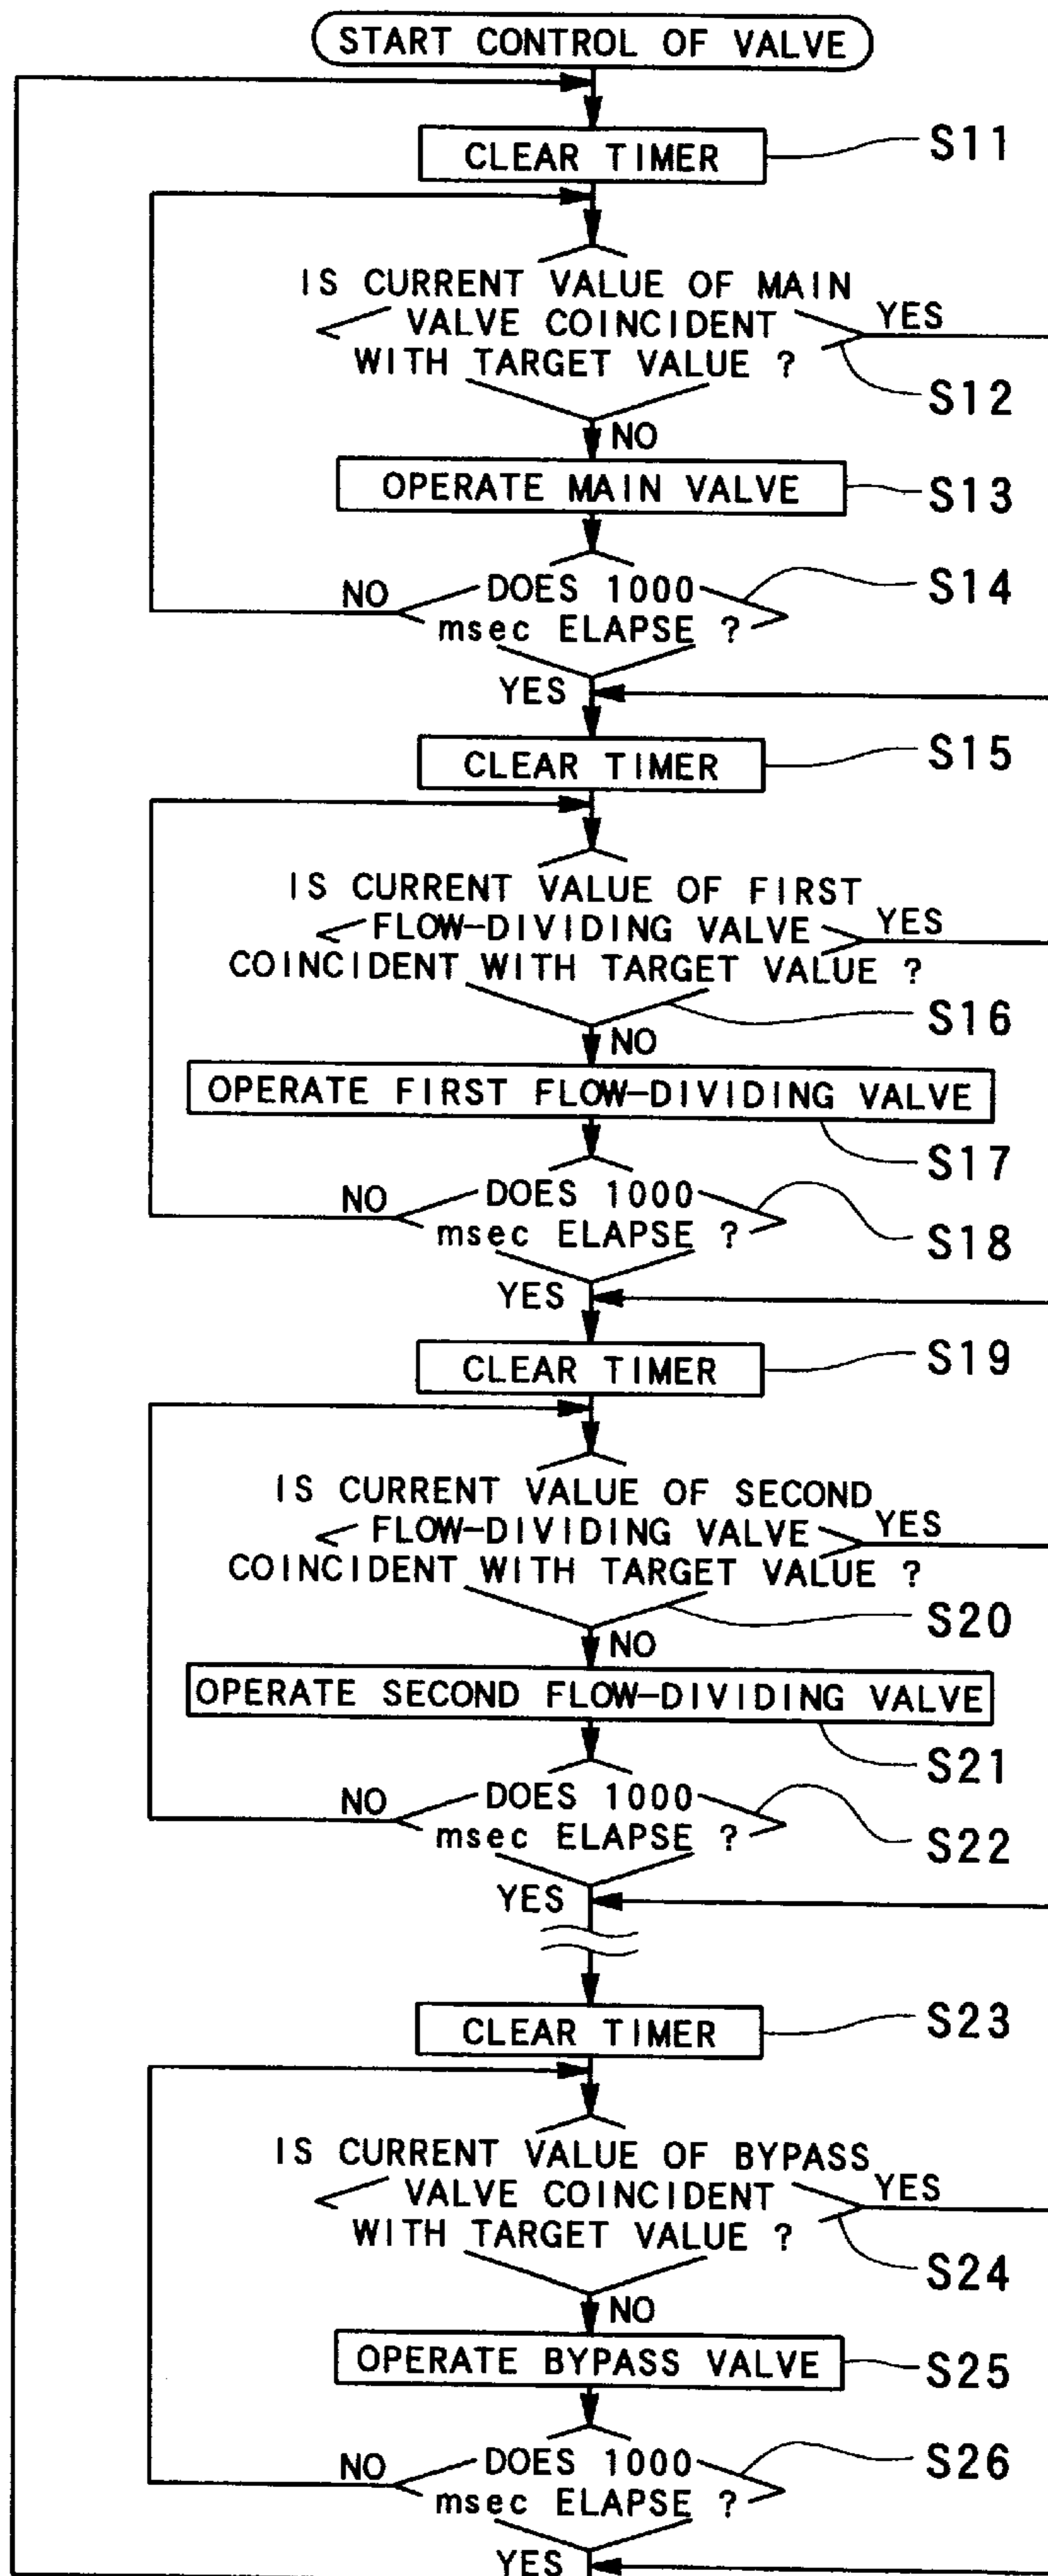 START CONTROL OF VALVE
CLEAR TIMER
S11
IS CURRENT VALUE OF MAIN
VALVE COINCIDENT
WITH TARGET VALUE ?
YES
S12
NO
OPERATE MAIN VALVE
S13
DOES 1000
msec ELAPSE ?
NO
S14
YES
CLEAR TIMER
S15
IS CURRENT VALUE OF FIRST
FLOW-DIVIDING VALVE
COINCIDENT WITH TARGET VALUE ?
YES
S16
NO
OPERATE FIRST FLOW-DIVIDING VALVE
S17
DOES 1000
msec ELAPSE ?
NO
S18
YES
CLEAR TIMER
S19
IS CURRENT VALUE OF SECOND
FLOW-DIVIDING VALVE
COINCIDENT WITH TARGET VALUE ?
YES
S20
NO
OPERATE SECOND FLOW-DIVIDING VALVE
S21
DOES 1000
msec ELAPSE ?
NO
S22
YES
CLEAR TIMER
S23
IS CURRENT VALUE OF BYPASS
VALVE COINCIDENT
WITH TARGET VALUE ?
YES
S24
NO
OPERATE BYPASS VALVE
S25
DOES 1000
msec ELAPSE ?
NO
S26
YES